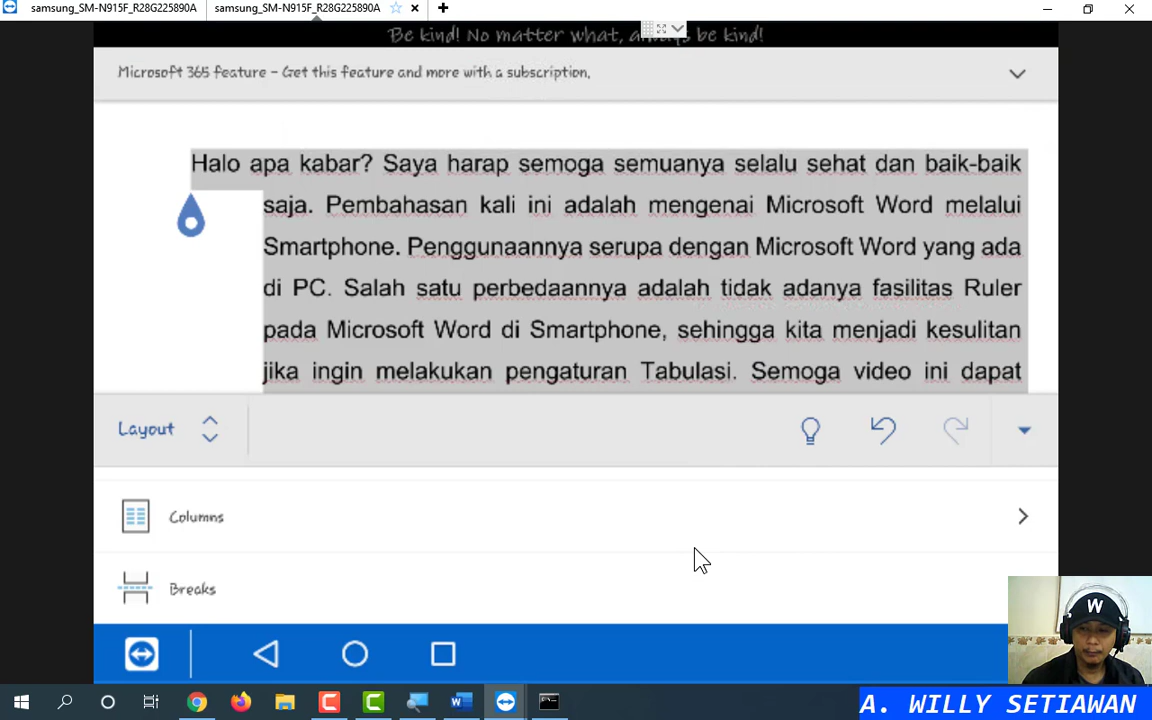 samsung_SM-N915F_R28G225890A
samsung_SM-N915F_R28G225890A
Be kind! No matter what, always be kind!
Microsoft 365 feature - Get this feature and more with a subscription.
Halo apa kabar? Saya harap semoga semuanya selalu sehat dan baik-baik
saja. Pembahasan kali ini adalah mengenai Microsoft Word melalui
Smartphone. Penggunaannya serupa dengan Microsoft Word yang ada
di PC. Salah satu perbedaannya adalah tidak adanya fasilitas Ruler
pada Microsoft Word di Smartphone, sehingga kita menjadi kesulitan
jika ingin melakukan pengaturan Tabulasi. Semoga video ini dapat
Layout
Columns
Breaks
W
A. WILLY SETIAWAN